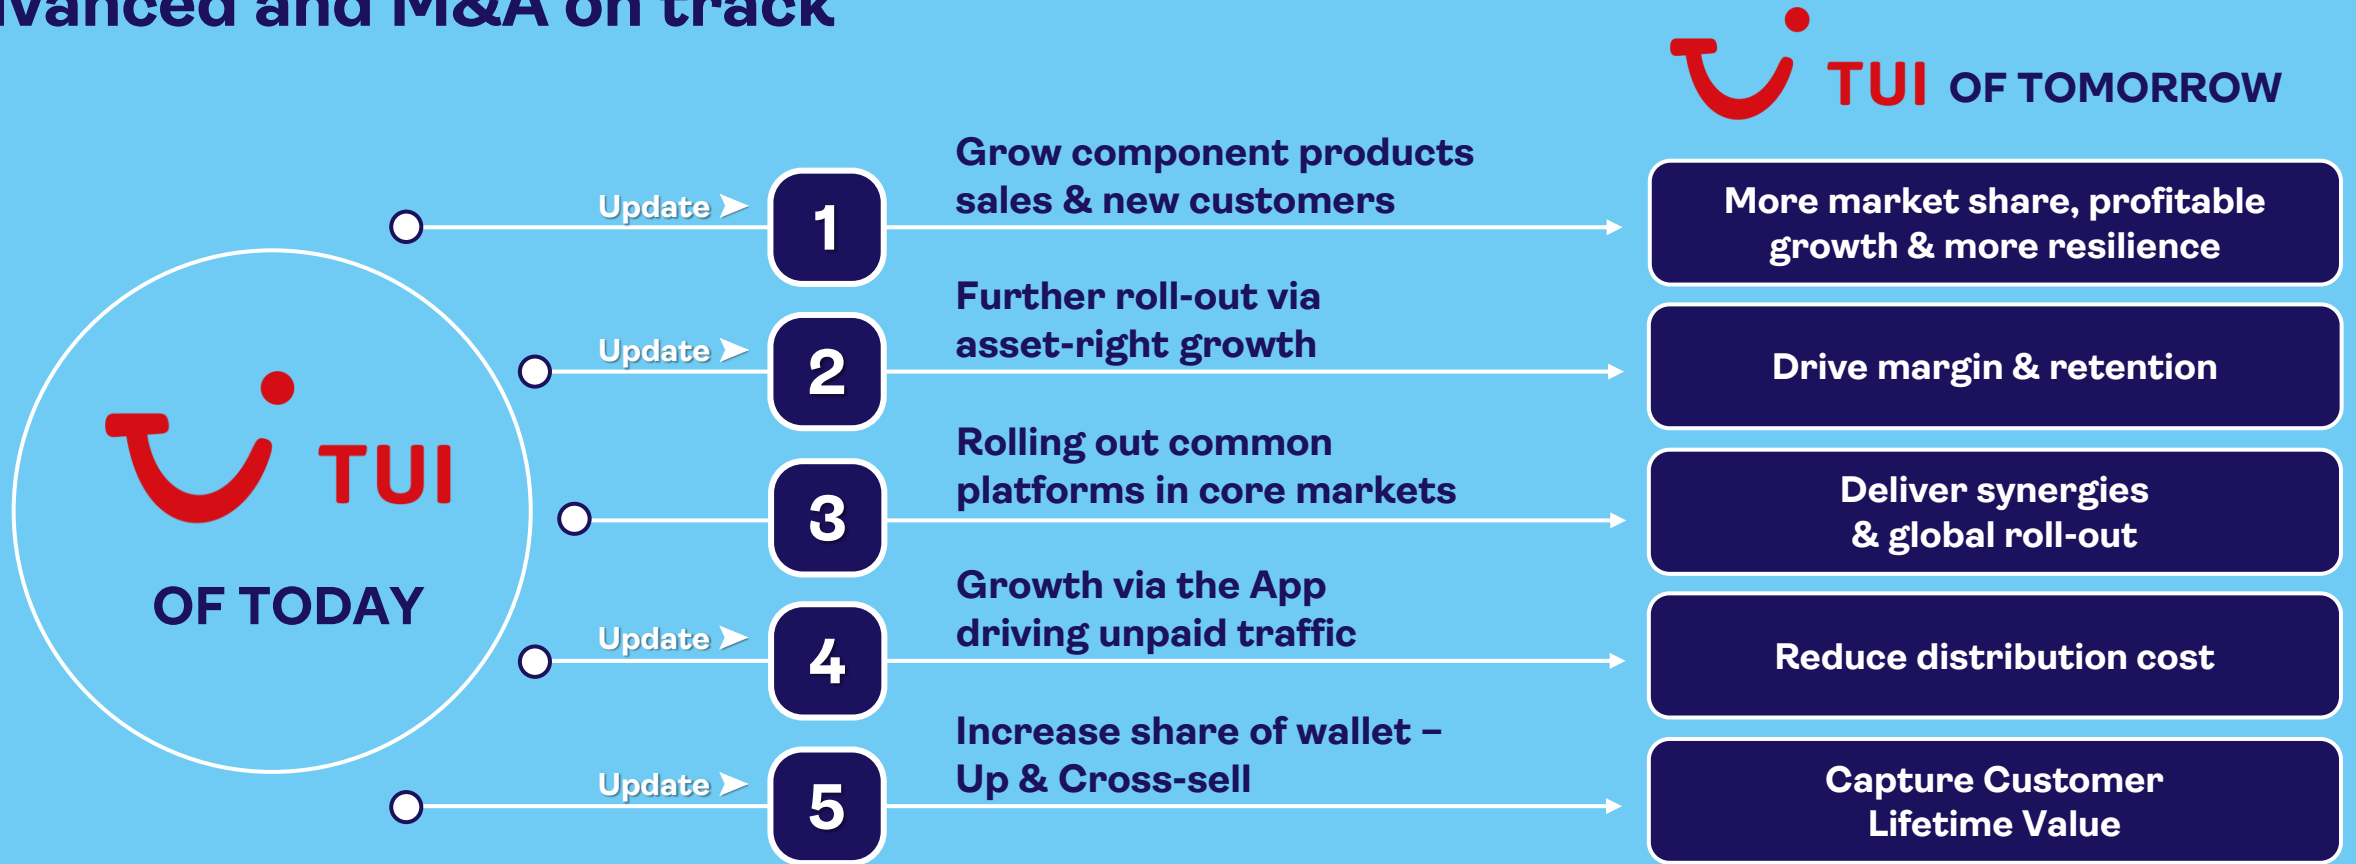 and M&A on track
TUI OF TOMORROW
Update
1
Grow component products
sales & new customers
More market share, profitable
growth & more resilience
Update
2
Further roll-out via
asset-right growth
Drive margin & retention
TUI
OF TODAY
3
Rolling out common
platforms in core markets
Deliver synergies
& global roll-out
Update
4
Growth via the App
driving unpaid traffic
Reduce distribution cost
Update
5
Increase share of wallet –
Up & Cross-sell
Capture Customer
Lifetime Value